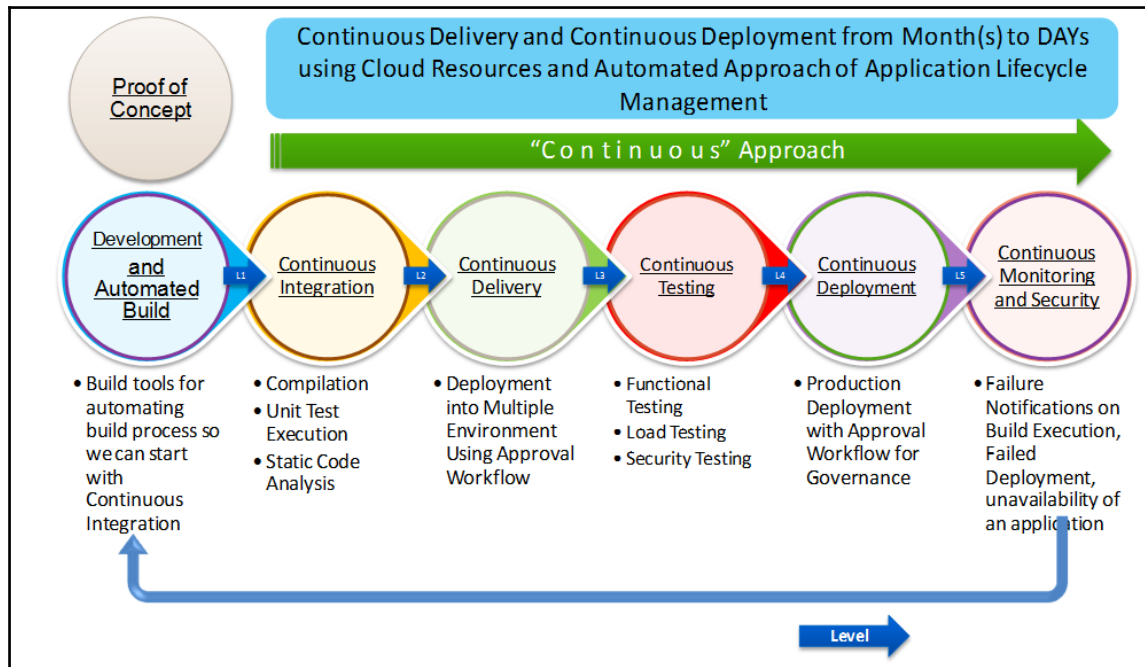 Proof of
Concept
Continuous Delivery and Continuous Deployment from Month(s) to DAYs
using Cloud Resources and Automated Approach of Application Lifecycle
Management
“C o n t i n u o u s” Approach
Development
and
Automated
Build
L1
Continuous
Integration
L2
Continuous
Delivery
L3
Continuous
Testing
L4
Continuous
Deployment
L5
Continuous
Monitoring
and Security
• Build tools for
automating
build process so
we can start
with
Continuous
Integration
• Compilation
• Unit Test
Execution
• Static Code
Analysis
• Deployment
into Multiple
Environment
Using Approval
Workflow
• Functional
Testing
• Load Testing
• Security Testing
• Production
Deployment
with Approval
Workflow for
Governance
• Failure
Notifications on
Build Execution,
Failed
Deployment,
unavailability of
an application
Level